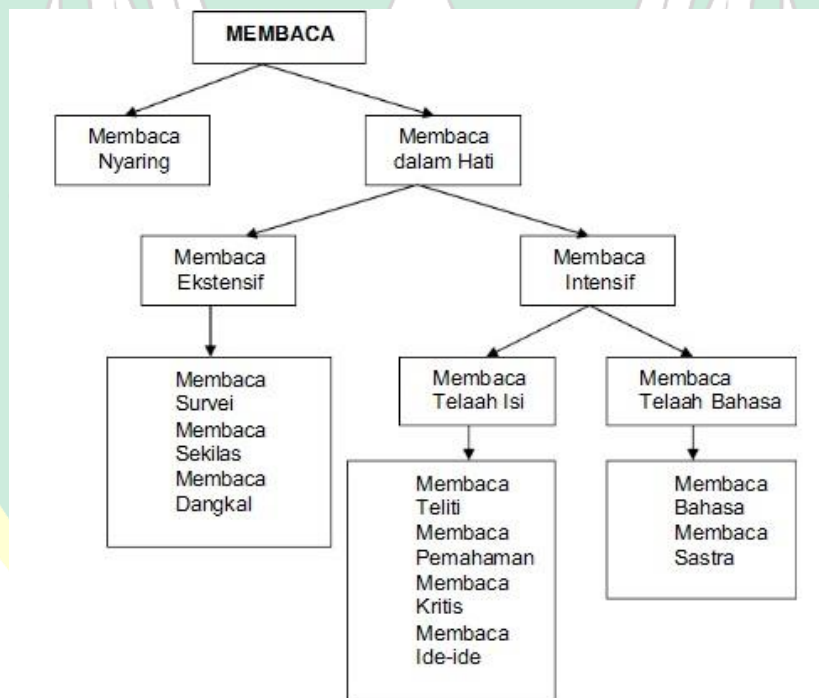 MEMBACA
Membaca
Nyaring
Membaca
dalam Hati
Membaca
Ekstensif
Membaca
Intensif
Membaca
Survei
Membaca
Sekilas
Membaca
Dangkal
Membaca
Telaah Isi
Membaca
Telaah Bahasa
Membaca
Teliti
Membaca
Pemahaman
Membaca
Kritis
Membaca
Ide-ide
Membaca
Bahasa
Membaca
Sastra